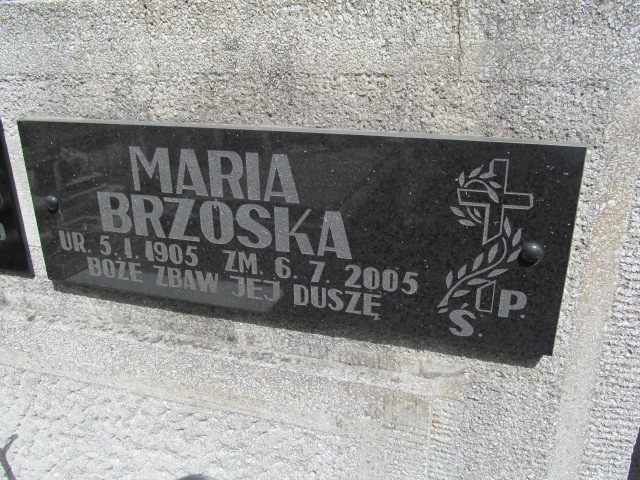 MARIA
BRZÓSKA
UR. 5. 1. 1905 ZM. 6. 7. 2005
BOŻE ZBAW JEJ DUSZĘ
Ś. P.